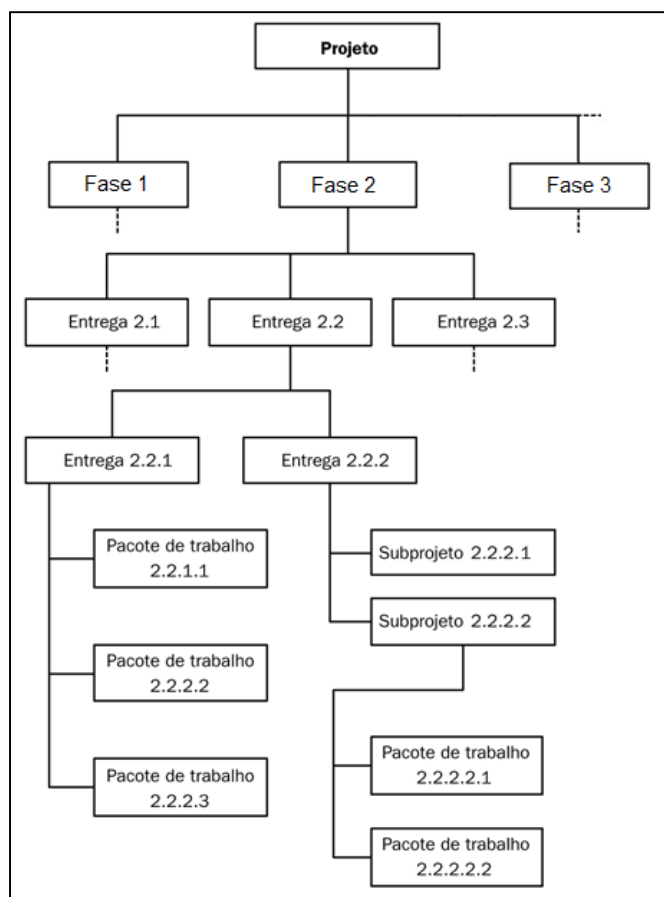 Projeto
Fase 1
Fase 2
Fase 3
Entrega 2.1
Entrega 2.2
Entrega 2.3
Entrega 2.2.1
Entrega 2.2.2
Pacote de trabalho
2.2.1.1
Subprojeto 2.2.2.1
Subprojeto 2.2.2.2
Pacote de trabalho
2.2.2.2
Pacote de trabalho
2.2.2.3
Pacote de trabalho
2.2.2.2.1
Pacote de trabalho
2.2.2.2.2